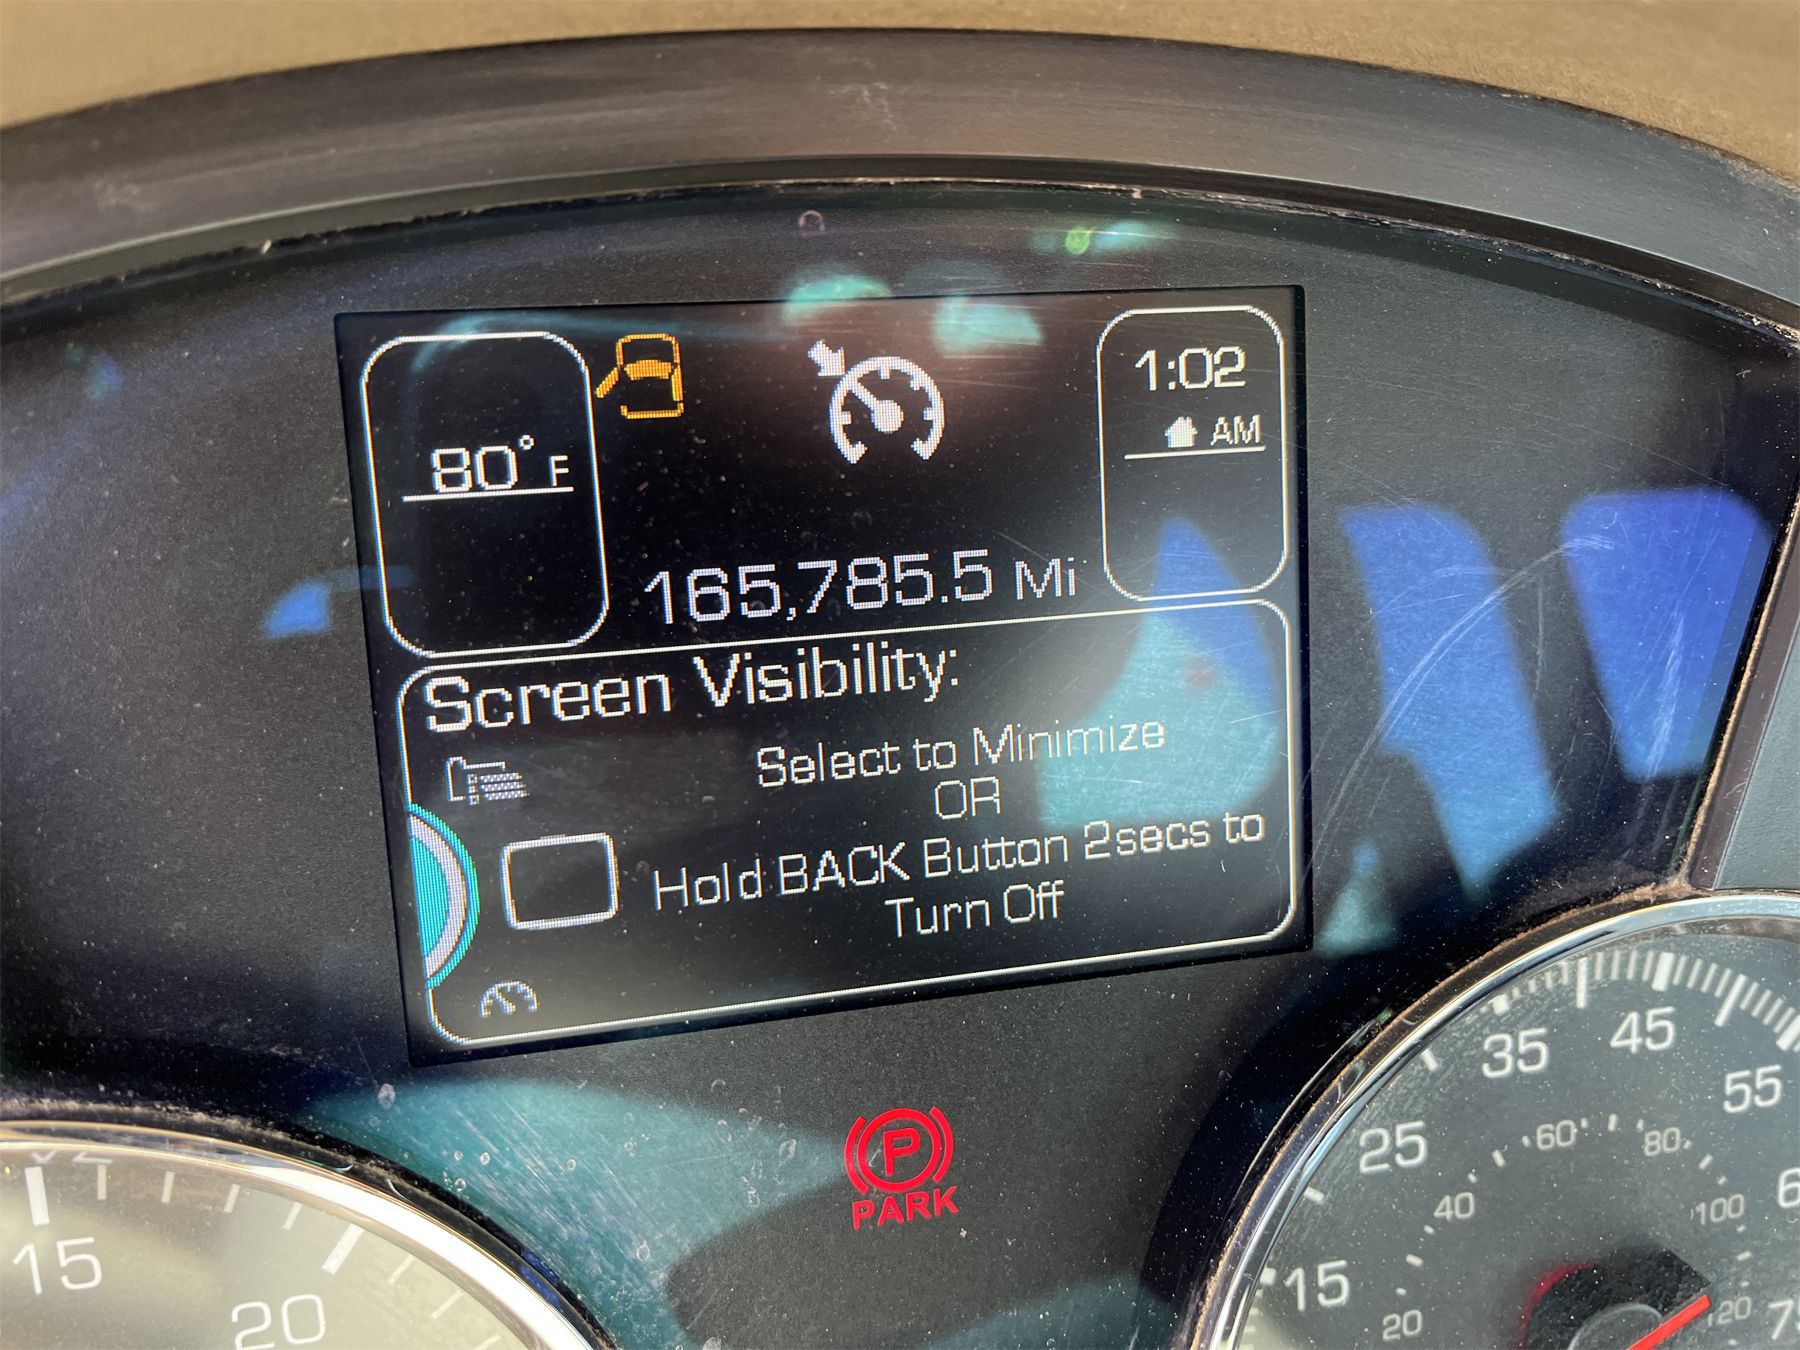 80° F
1:02
AM
165,785.5 Mi
Screen Visibility:
Select to Minimize
OR
Hold BACK Button 2secs to
Turn Off
P
PARK
15
20
15
25
35
45
55
20
40
60
80
100
120